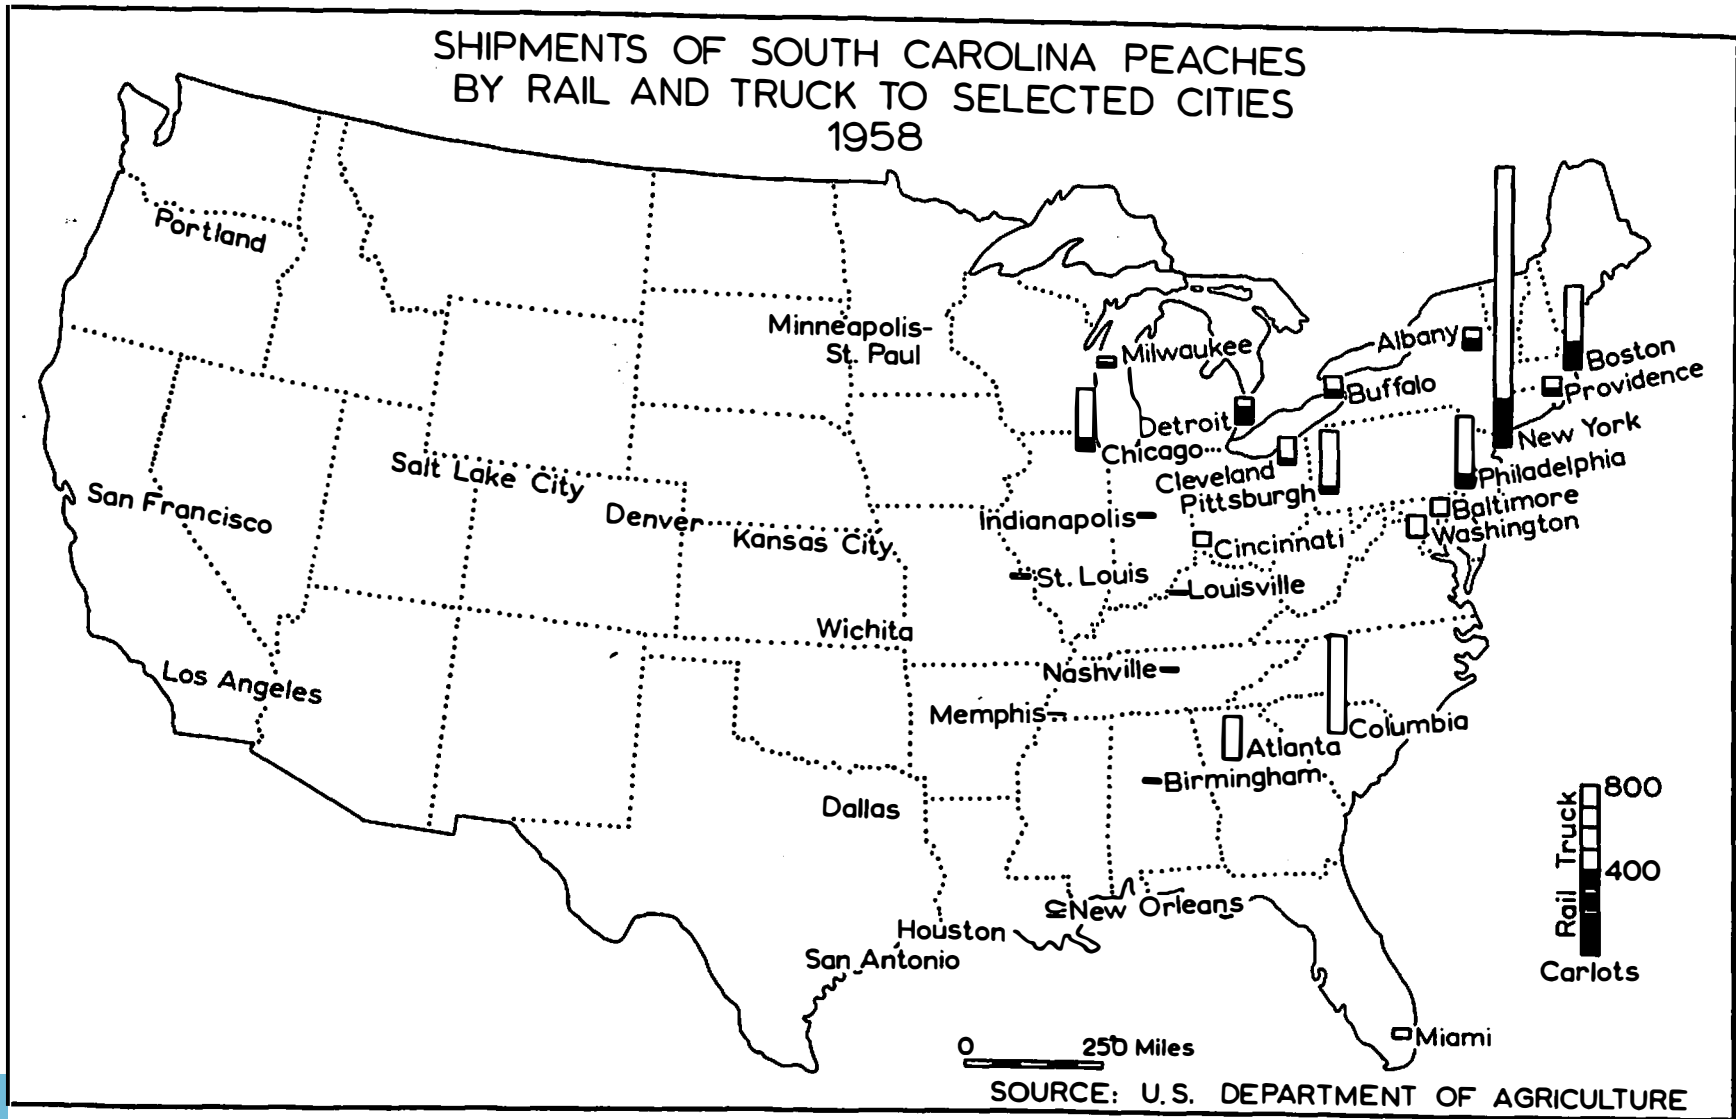 SHIPMENTS OF SOUTH CAROLINA PEACHES
BY RAIL AND TRUCK TO SELECTED CITIES
1958
Portland
Minneapolis-
St. Paul
Milwaukee
Albany
Boston
Providence
Buffalo
Detroit
New York
Chicago
Cleveland
Philadelphia
Pittsburgh
Baltimore
Washington
Salt Lake City
San Francisco
Denver
Kansas City
Indianapolis
Cincinnati
St. Louis
Louisville
Wichita
Nashville
Los Angeles
Memphis
Columbia
Atlanta
Birmingham
Dallas
New Orleans
Houston
San Antonio
Miami
800
Truck
400
Rail
Carlots
0 250 Miles
SOURCE: U.S. DEPARTMENT OF AGRICULTURE